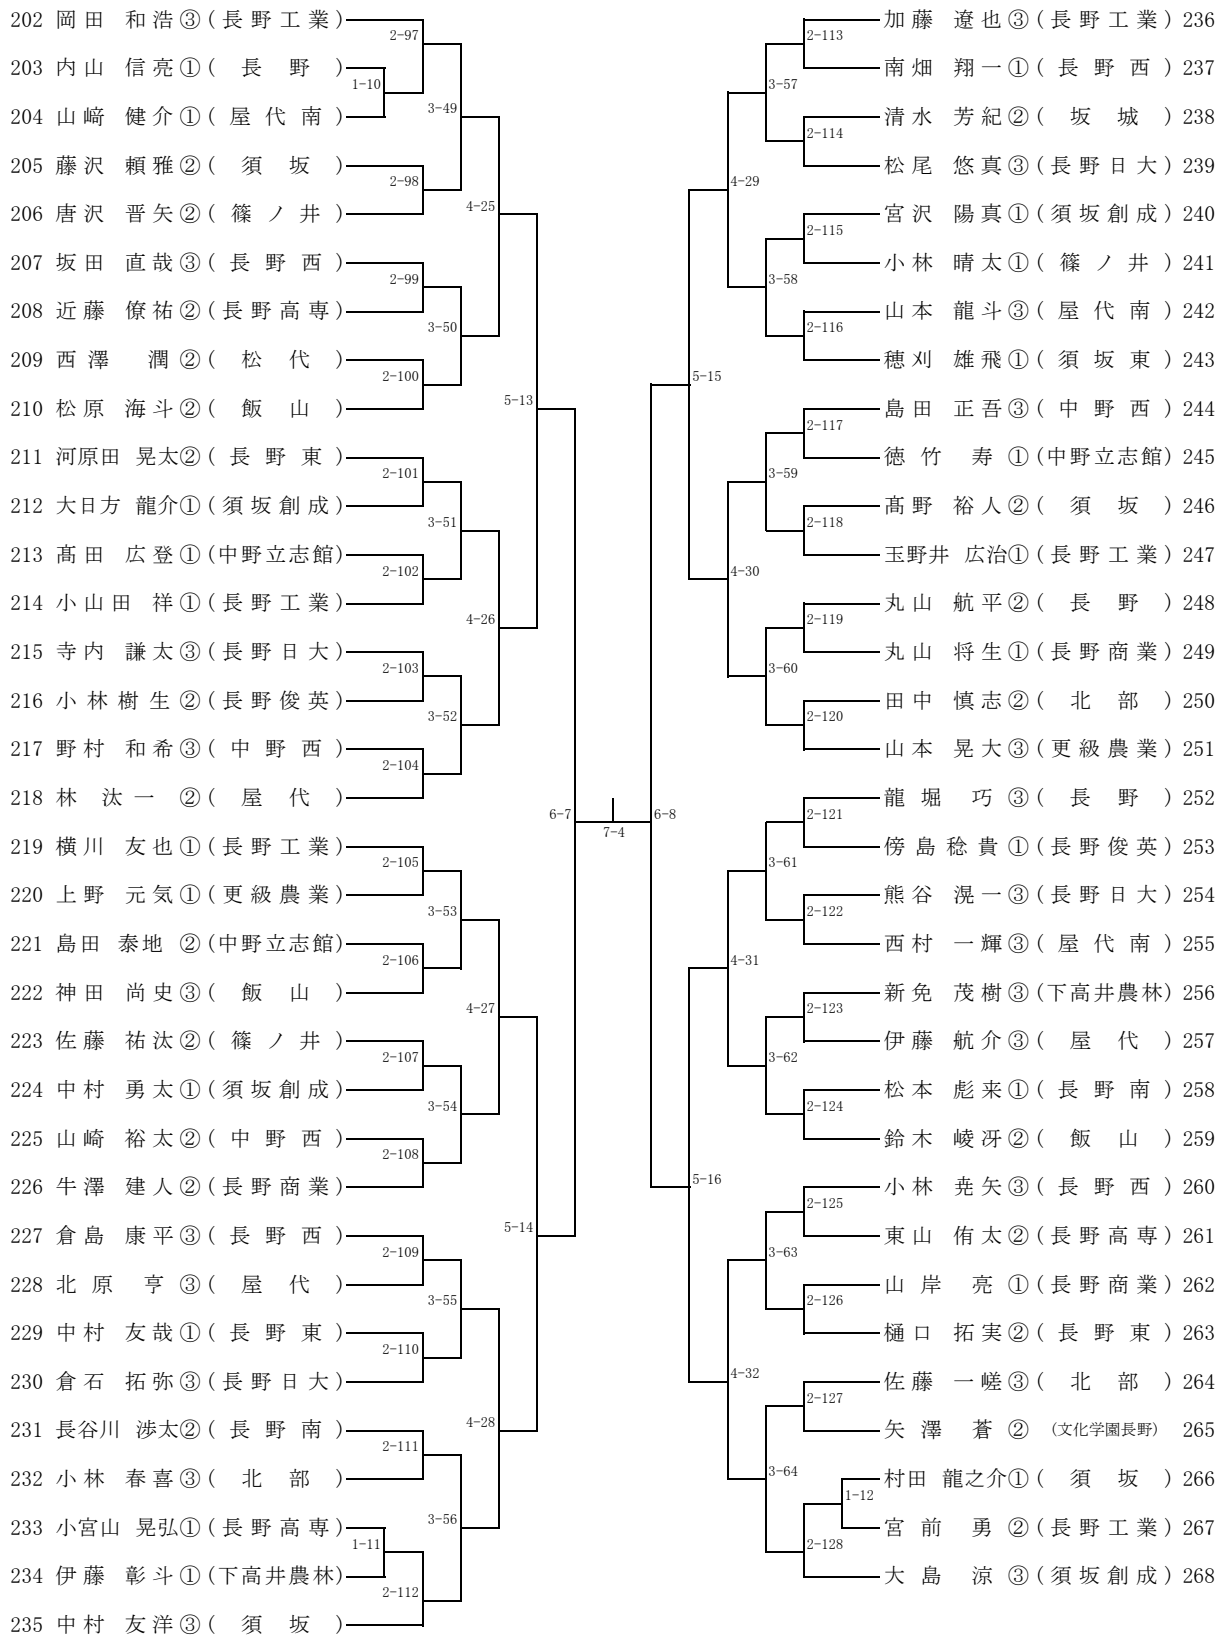 202 岡田 和浩③(長野工業)
203 内山 信亮①(長野)
204 山﨑 健介①(屋代南)
205 藤沢 頼雅②(須坂)
206 唐沢 晋矢②(篠ノ井)
207 坂田 直哉③(長野西)
208 近藤 僚祐②(長野高専)
209 西澤 潤②(松代)
210 松原 海斗②(飯山)
211 河原田 晃太②(長野東)
212 大日方 龍介①(須坂創成)
213 髙田 広登①(中野立志館)
214 小山田 祥①(長野工業)
215 寺内 謙太③(長野日大)
216 小林樹生②(長野俊英)
217 野村 和希③(中野西)
218 林 汰一 ②(屋代)
219 横川 友也①(長野工業)
220 上野 元気①(更級農業)
221 島田 泰地 ②(中野立志館)
222 神田 尚史③(飯山)
223 佐藤 祐汰②(篠ノ井)
224 中村 勇太①(須坂創成)
225 山崎 裕太②(中野西)
226 牛澤 建人②(長野商業)
227 倉島 康平③(長野西)
228 北原 亨 ③(屋代)
229 中村 友哉①(長野東)
230 倉石 拓弥③(長野日大)
231 長谷川 渉太②(長野南)
232 小林 春喜③(北部)
233 小宮山 晃弘①(長野高専)
234 伊藤 彰斗①(下高井農林)
235 中村 友洋③(須坂)
1-10
1-11
2-97
2-98
2-99
2-100
2-101
2-102
2-103
2-104
2-105
2-106
2-107
2-108
2-109
2-110
2-111
2-112
3-49
3-50
3-51
3-52
3-53
3-54
3-55
3-56
4-25
4-26
4-27
4-28
5-13
5-14
6-7
7-4
6-8
5-15
5-16
4-29
4-30
4-31
4-32
3-57
3-58
3-59
3-60
3-61
3-62
3-63
3-64
2-113
2-114
2-115
2-116
2-117
2-118
2-119
2-120
2-121
2-122
2-123
2-124
2-125
2-126
2-127
2-128
1-12
加藤 遼也③(長野工業) 236
南畑 翔一①(長野西) 237
清水 芳紀②(坂城) 238
松尾 悠真③(長野日大) 239
宮沢 陽真①(須坂創成) 240
小林 晴太①(篠ノ井) 241
山本 龍斗③(屋代南) 242
穂刈 雄飛①(須坂東) 243
島田 正吾③(中野西) 244
徳竹 寿 ①(中野立志館) 245
髙野 裕人②(須坂) 246
玉野井 広治①(長野工業) 247
丸山 航平②(長野) 248
丸山 将生①(長野商業) 249
田中 慎志②(北部) 250
山本 晃大③(更級農業) 251
龍堀 巧 ③(長野) 252
傍島稔貴①(長野俊英) 253
熊谷 滉一③(長野日大) 254
西村 一輝③(屋代南) 255
新免 茂樹③(下高井農林) 256
伊藤 航介③(屋代) 257
松本 彪来①(長野南) 258
鈴木 崚冴②(飯山) 259
小林 尭矢③(長野西) 260
東山 侑太②(長野高専) 261
山岸 亮 ①(長野商業) 262
樋口 拓実②(長野東) 263
佐藤 一嵯③(北部) 264
矢澤 蒼 ② (文化学園長野) 265
村田 龍之介①(須坂) 266
宮前 勇 ②(長野工業) 267
大島 涼 ③(須坂創成) 268